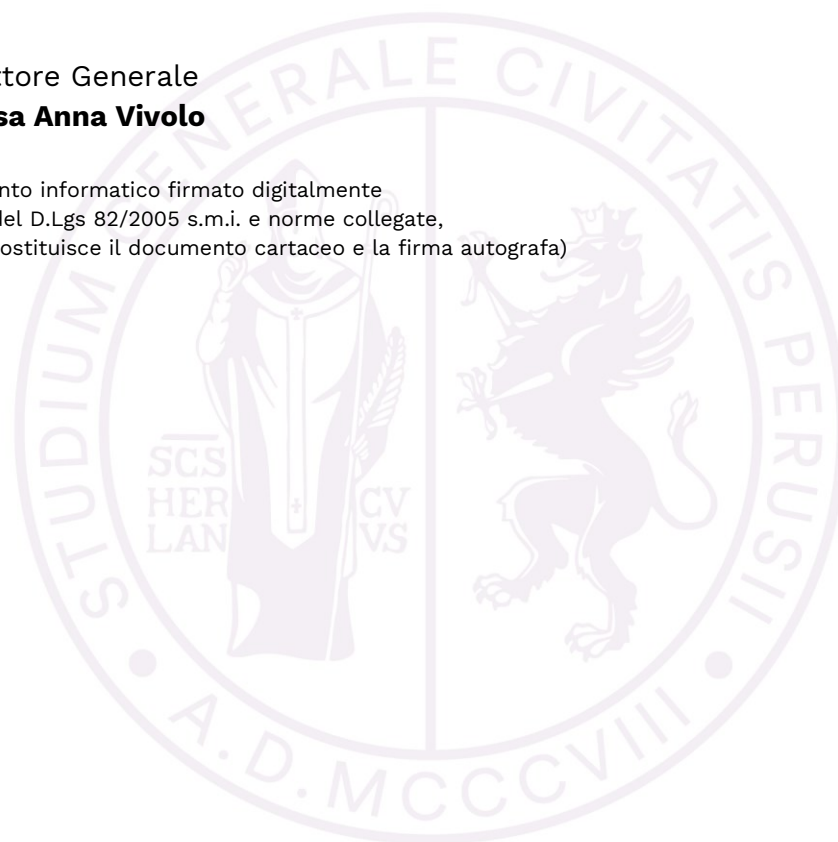 ttore Generale
sa Anna Vivolo
nto informatico firmato digitalmente
del D.Lgs 82/2005 s.m.i. e norme collegate,
ostituisce il documento cartaceo e la firma autografa)
STUDIUM GENERALE CIVITATIS PERUSII
SCS
HER CV
LAN VS
A.D. MCCCVIII